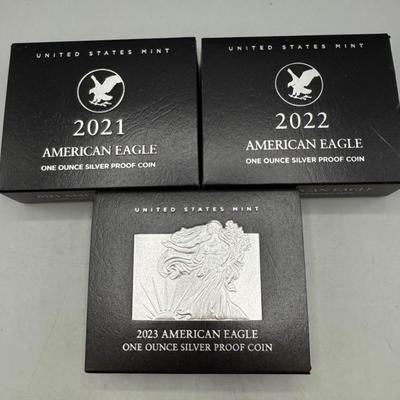 UNITED STATES MINT
2021
AMERICAN EAGLE
ONE OUNCE SILVER PROOF COIN
UNITED STATES MINT
2022
AMERICAN EAGLE
ONE OUNCE SILVER PROOF COIN
UNITED STATES MINT
2023 AMERICAN EAGLE
ONE OUNCE SILVER PROOF COIN